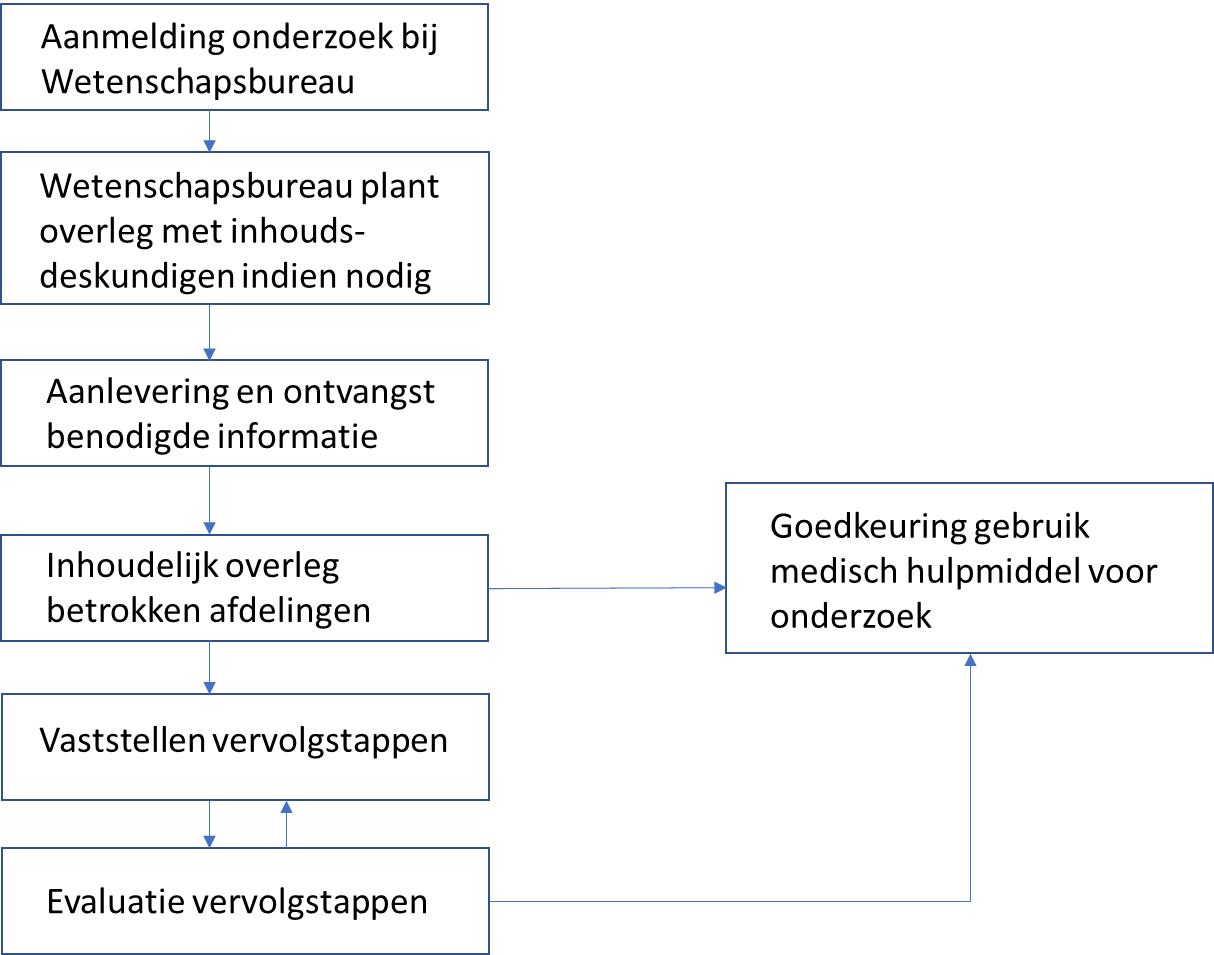 Aanmelding onderzoek bij
Wetenschapsbureau
Wetenschapsbureau plant
overleg met inhouds-
deskundigen indien nodig
Aanlevering en ontvangst
benodigde informatie
Inhoudelijk overleg
betrokken afdelingen
Goedkeuring gebruik
medisch hulpmiddel voor
onderzoek
Vaststellen vervolgstappen
Evaluatie vervolgstappen